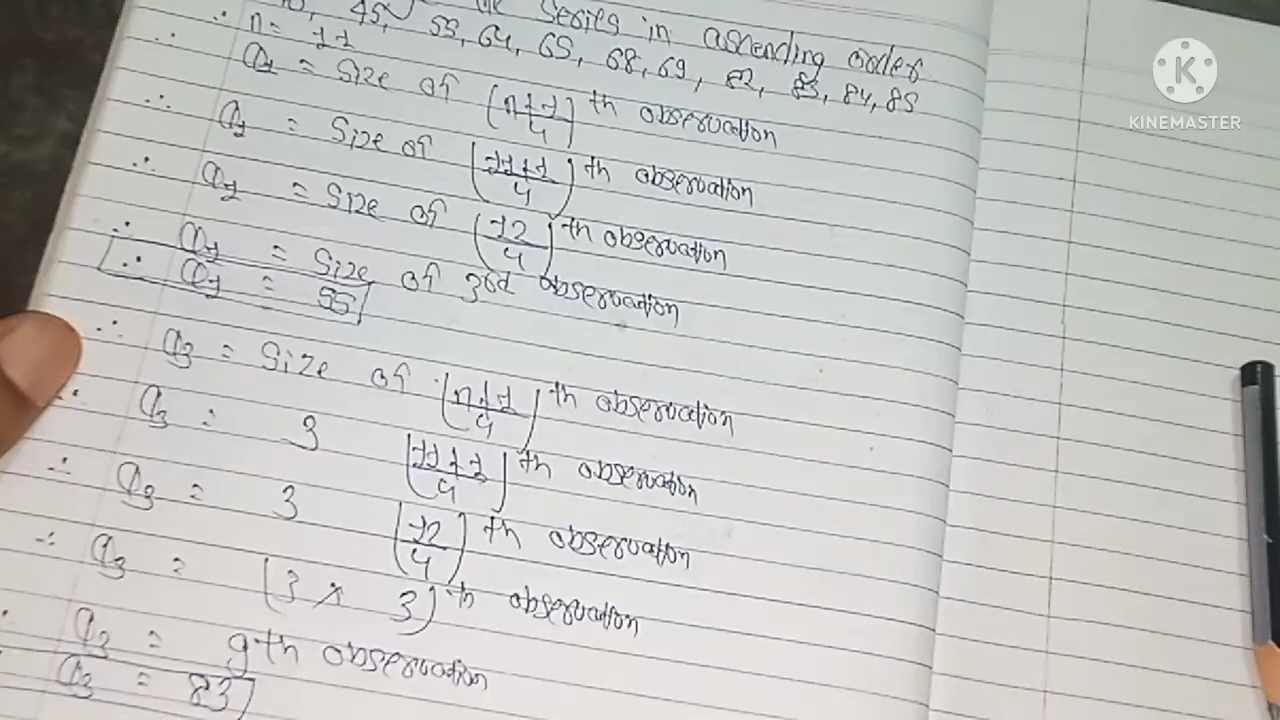 the Series in ascending order
45, 55, 64, 65, 68, 69, 82, 83, 84, 85
∴ n = 11
∴ Q1 = Size of (n+1/4)th observation
∴ Q1 = Size of (11+1/4)th observation
∴ Q1 = Size of (12/4)th observation
∴ Q1 = Size of 3rd observation
∴ Q1 = 55
∴ Q3 = Size of (n+1/4)th observation
∴ Q3 = 3 (11+1/4)th observation
∴ Q3 = 3 (12/4)th observation
∴ Q3 = (3 × 3)th observation
Q3 = 9th observation
Q3 = 83
K
KINEMASTER